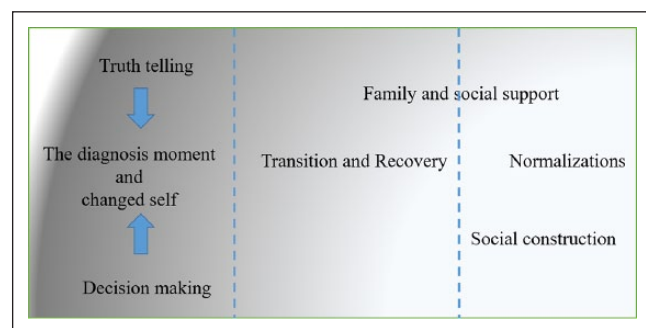 Truth telling
Family and social support
The diagnosis moment
and
changed self
Transition and Recovery
Normalizations
Social construction
Decision making